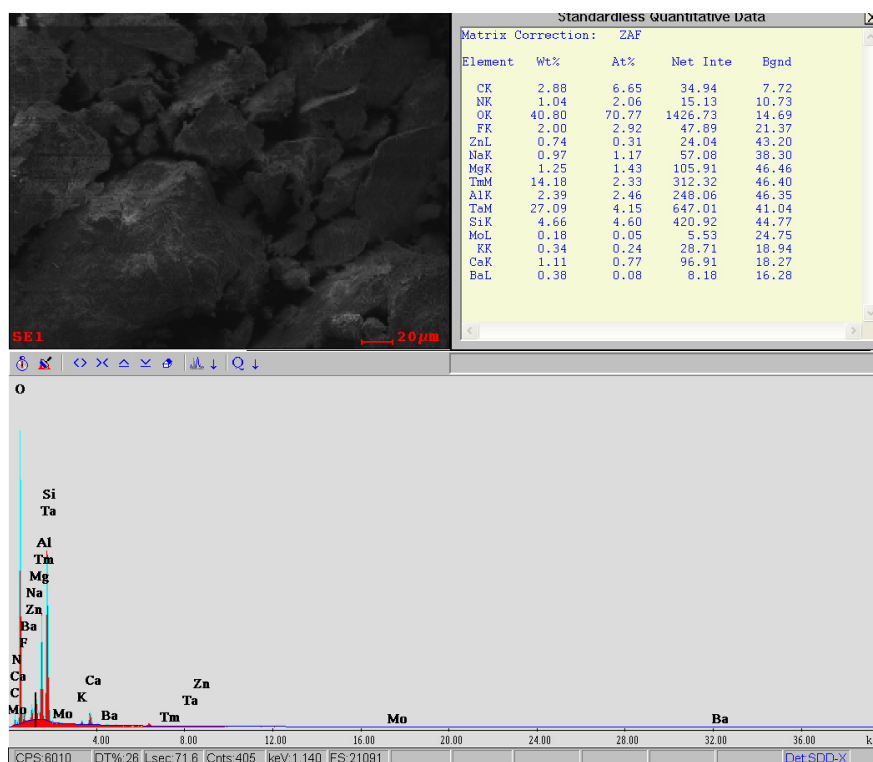 Standardless Quantitative Data
Matrix Correction: ZAF
Element Wt% At% Net Inte Bgnd
CK 2.88 6.65 34.94 7.72
NK 1.04 2.06 15.13 10.73
OK 40.80 70.77 1426.73 14.69
FK 2.00 2.92 47.89 21.37
ZnL 0.74 0.31 24.04 43.20
NaK 0.97 1.17 57.08 38.30
MgK 1.25 1.43 105.91 46.46
TmM 14.18 2.33 312.32 46.40
AlK 2.39 2.46 248.06 46.35
TaM 27.09 4.15 647.01 41.04
SiK 4.66 4.60 420.92 44.77
MoL 0.18 0.05 5.53 24.75
KK 0.34 0.24 28.71 18.94
CaK 1.11 0.77 96.91 18.27
BaL 0.38 0.08 8.18 16.28
SE1 20µm
Q
O
Si
Ta
Al
Tm
Mg
Na
Zn
Ba
F
N
Ca
C
Mo
Mo
K
Ca
Ba
Tm
Ta
Zn
Mo
Ba
4.00 8.00 12.00 16.00 20.00 24.00 28.00 32.00 36.00 k
CPS:6010 DT%:26 Lsec:71.6 Cnts:405 keV:1.140 FS:21091 Det:SDD-X